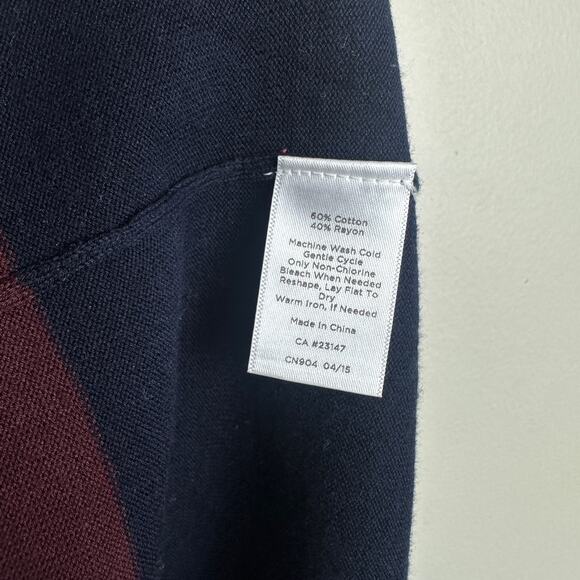 60% Cotton
40% Rayon
Machine Wash Cold
Gentle Cycle
Only Non-Chlorine
Bleach When Needed
Reshape, Lay Flat To
Dry
Warm Iron, If Needed
Made in China
CA #23147
CN904 04/15